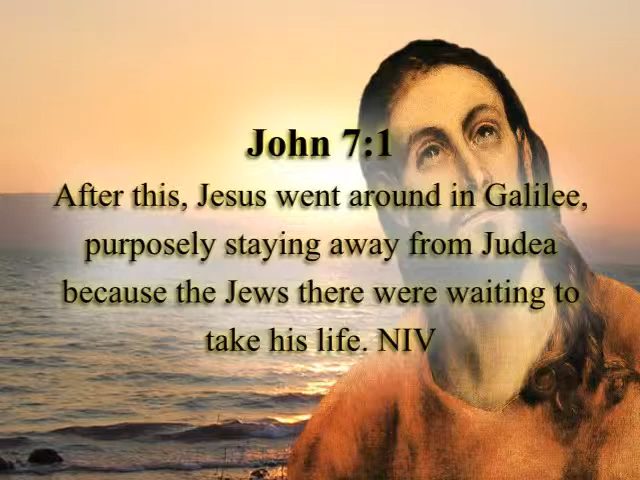 John 7:1
After this, Jesus went around in Galilee,
purposely staying away from Judea
because the Jews there were waiting to
take his life. NIV